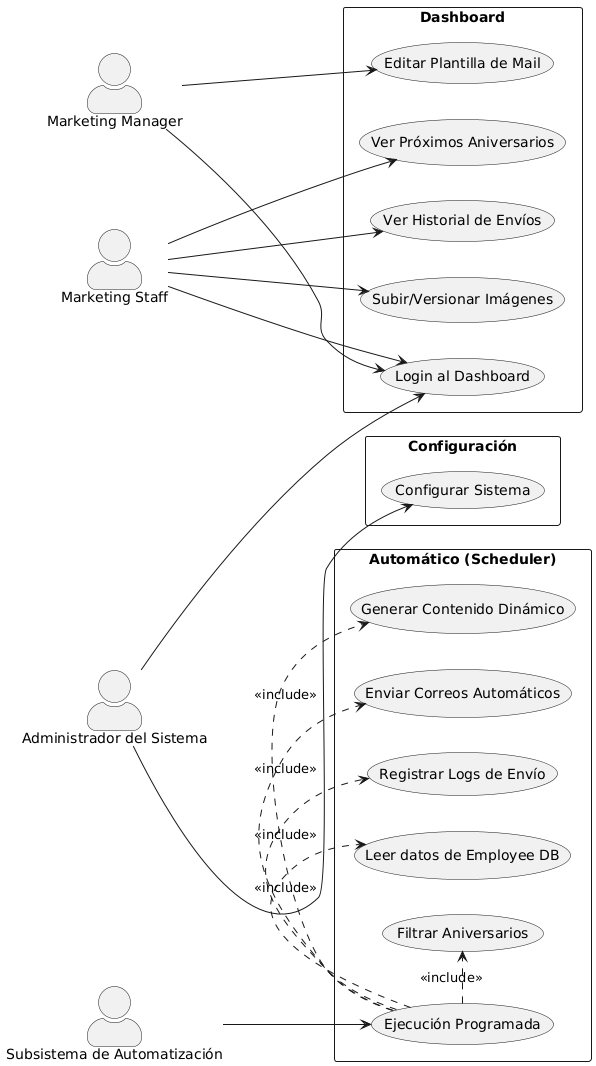 Dashboard
Editar Plantilla de Mail
Marketing Manager
Ver Próximos Aniversarios
Ver Historial de Envíos
Marketing Staff
Subir/Versionar Imágenes
Login al Dashboard
Configuración
Configurar Sistema
Automático (Scheduler)
Generar Contenido Dinámico
«include»
Enviar Correos Automáticos
Administrador del Sistema
«include»
Registrar Logs de Envío
«include»
Leer datos de Employee DB
«include»
Filtrar Aniversarios
«include»
Ejecución Programada
Subsistema de Automatización